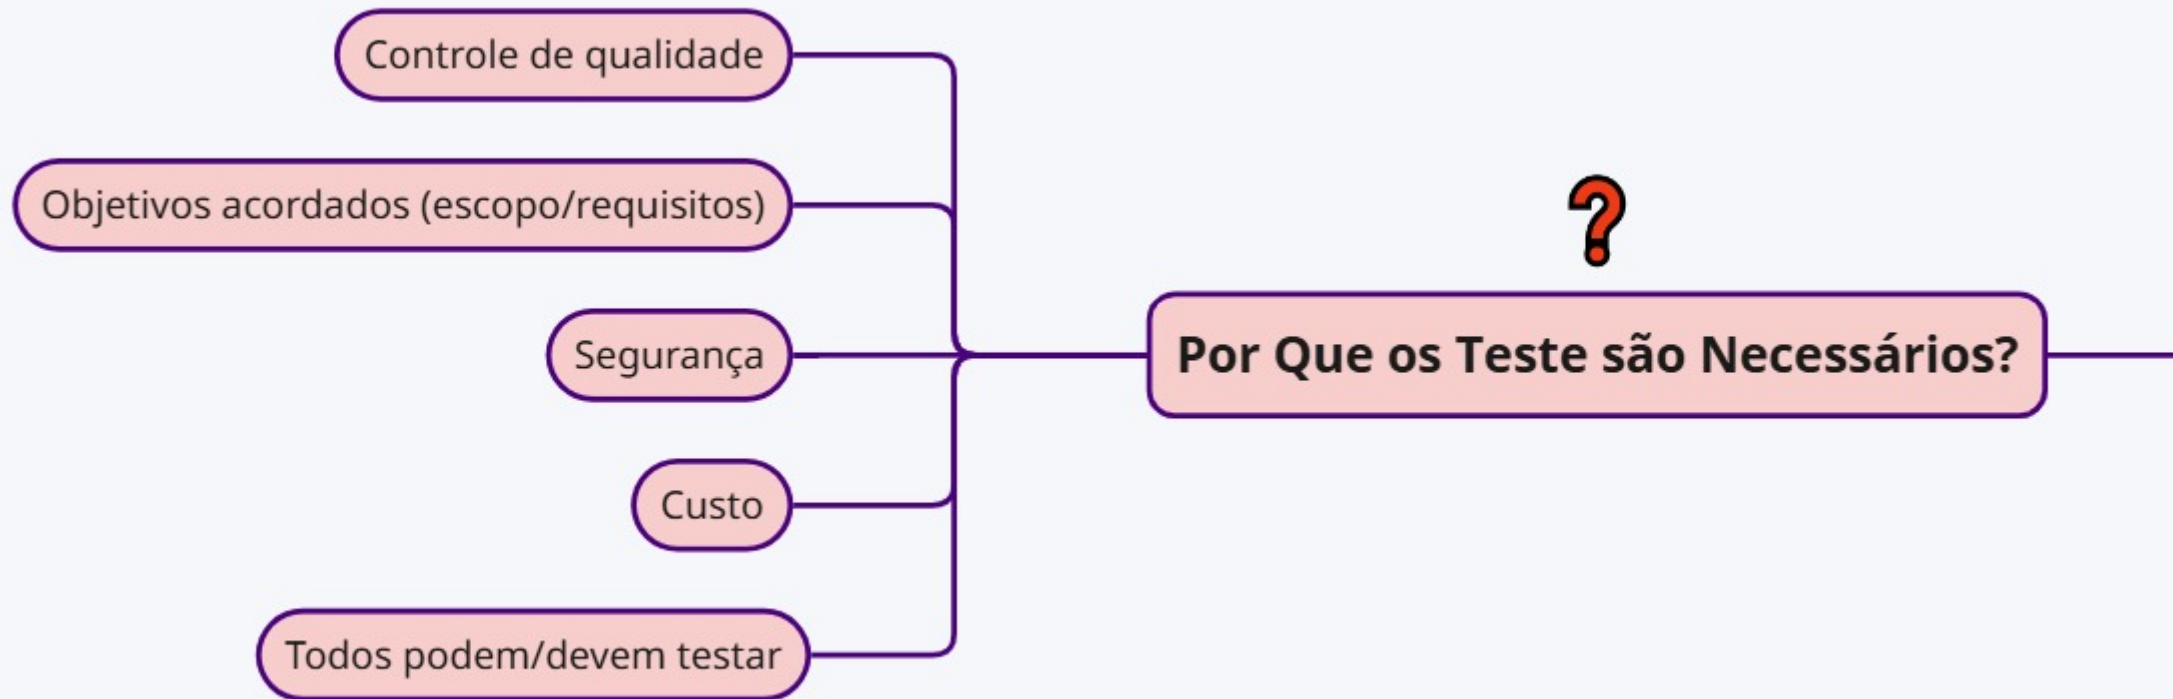 Controle de qualidade
Objetivos acordados (escopo/requisitos)
Segurança
Custo
Todos podem/devem testar
Por Que os Teste são Necessários?